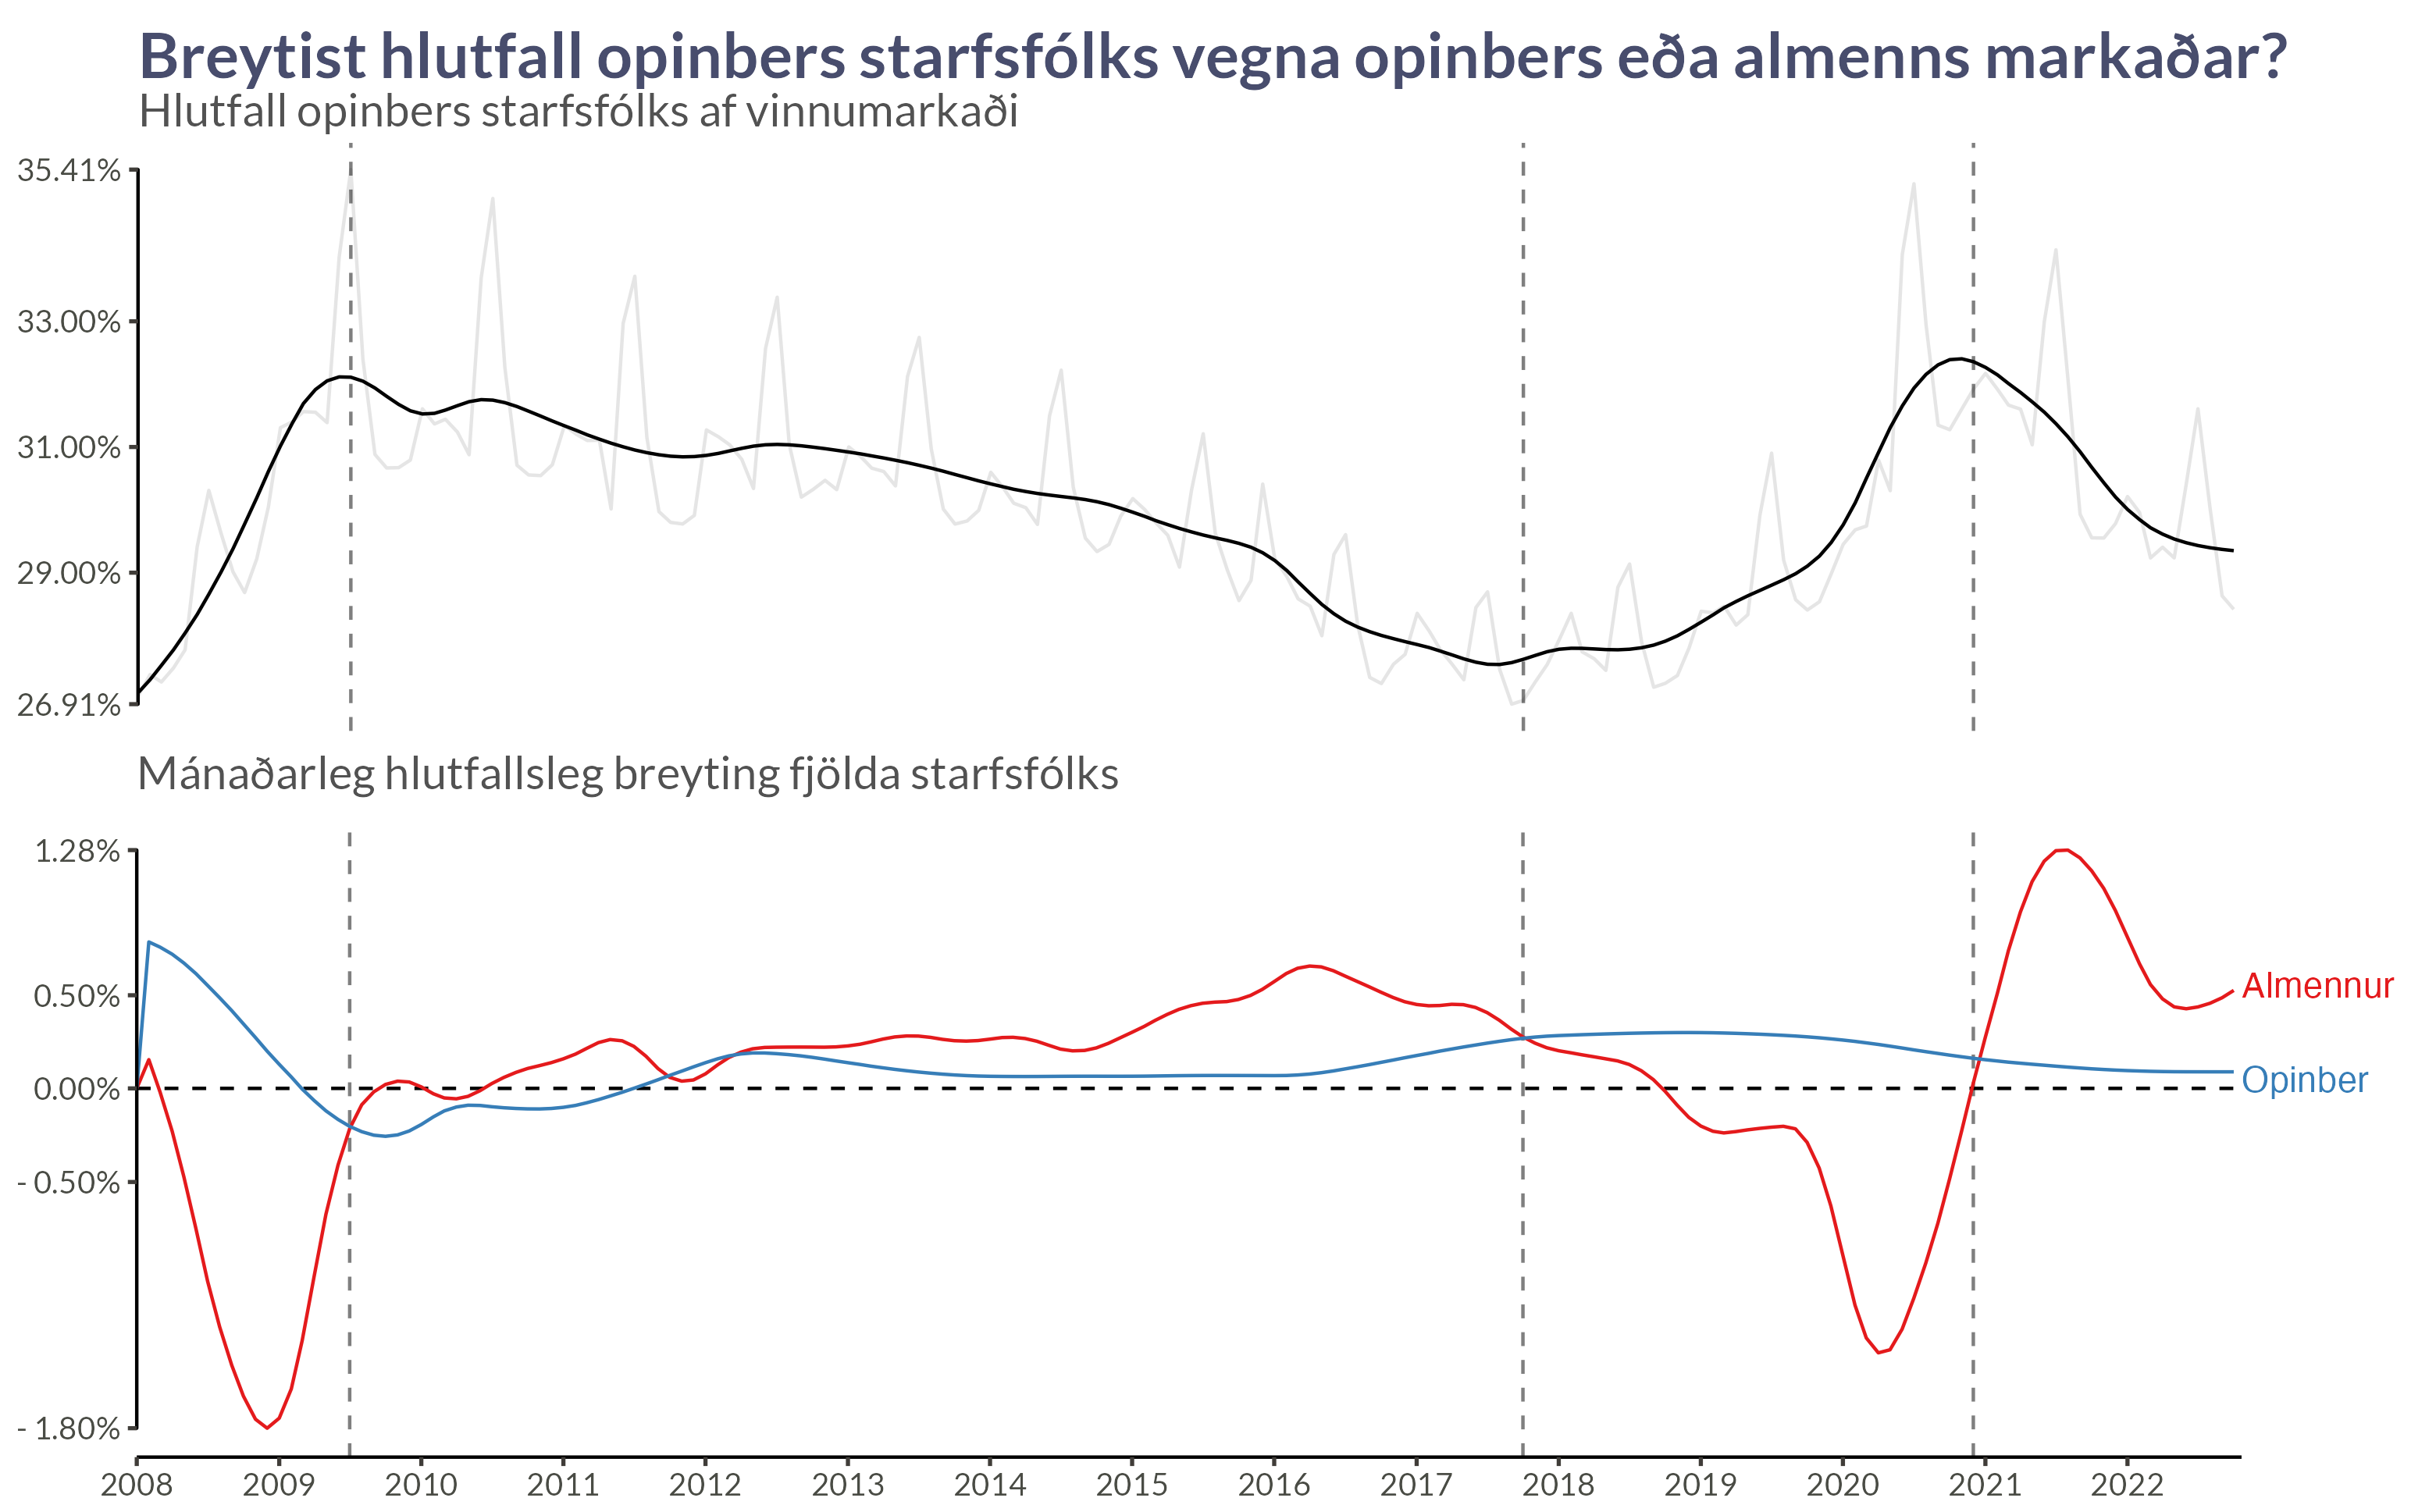 Breytist hlutfall opinbers starfsfólks vegna opinbers eða almenns markaðar?
Hlutfall opinbers starfsfólks af vinnumarkaði
35.41%
33.00%
31.00%
29.00%
26.91%
Mánaðarleg hlutfallsleg breyting fjölda starfsfólks
1.28%
0.50%
0.00%
- 0.50%
- 1.80%
Almennur
Opinber
2008 2009 2010 2011 2012 2013 2014 2015 2016 2017 2018 2019 2020 2021 2022